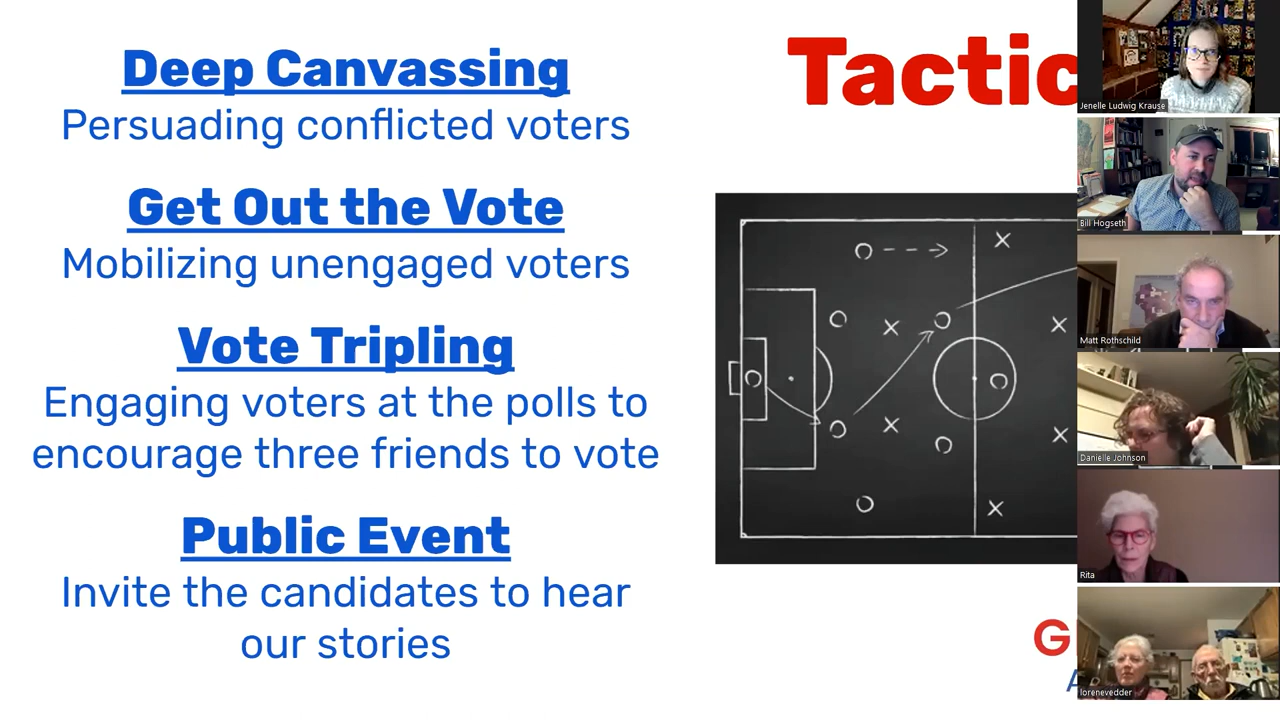 Deep Canvassing
Persuading conflicted voters
Get Out the Vote
Mobilizing unengaged voters
Vote Tripling
Engaging voters at the polls to
encourage three friends to vote
Public Event
Invite the candidates to hear
our stories
Tactic
G
Jenelle Ludwig Krause
Bill Hogseth
Matt Rothschild
Danielle Johnson
Rita
lorenevedder